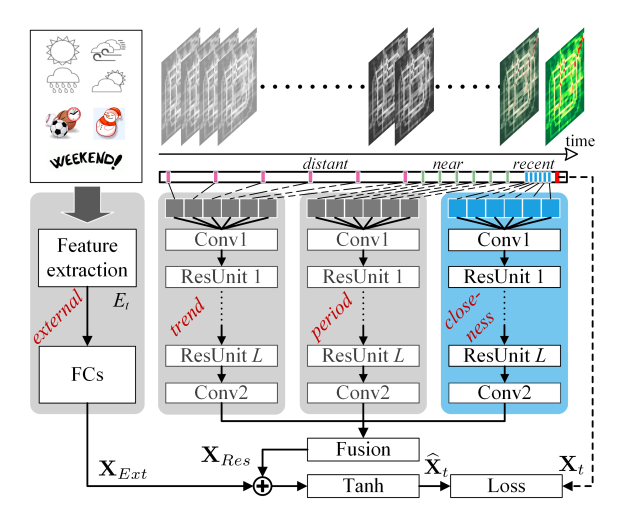 WEEKEND!
time
distant near recent
Feature
extraction
E_t
external
FCs
Conv1
ResUnit 1
trend
ResUnit L
Conv2
Conv1
ResUnit 1
period
ResUnit L
Conv2
Conv1
ResUnit 1
close-
ness
ResUnit L
Conv2
Fusion
X_Res
X_Ext
Tanh
X̂_t
Loss
X_t